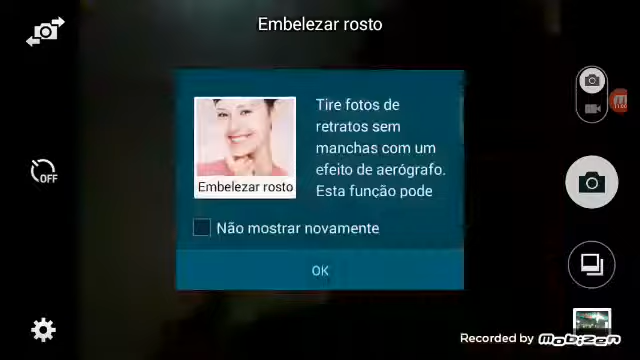 Embelezar rosto
Tire fotos de
retratos sem
manchas com um
efeito de aerógrafo.
Esta função pode
Embelezar rosto
Não mostrar novamente
OK
OFF
Recorded by Mobizen